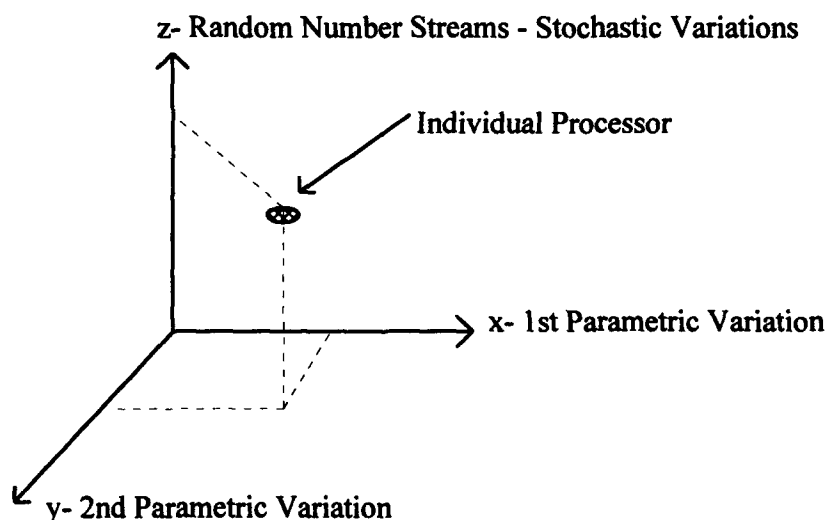 z- Random Number Streams - Stochastic Variations
Individual Processor
x- 1st Parametric Variation
y- 2nd Parametric Variation